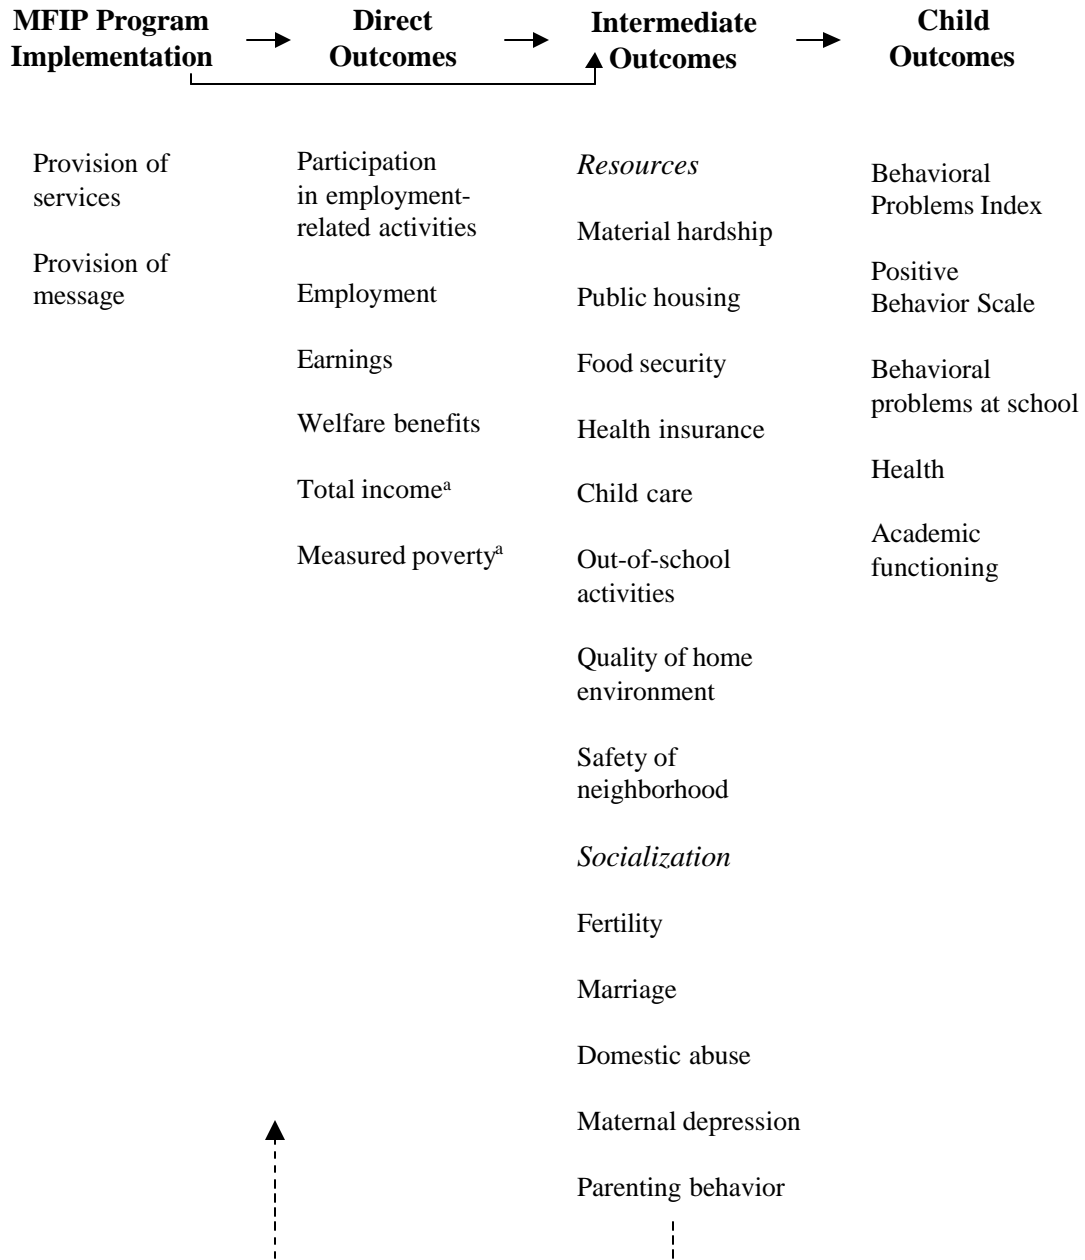 MFIP Program
Implementation
Direct
Outcomes
Intermediate
Outcomes
Child
Outcomes
Provision of
services
Provision of
message
Participation
in employment-
related activities
Employment
Earnings
Welfare benefits
Total incomeᵃ
Measured povertyᵃ
Resources
Material hardship
Public housing
Food security
Health insurance
Child care
Out-of-school
activities
Quality of home
environment
Safety of
neighborhood
Socialization
Fertility
Marriage
Domestic abuse
Maternal depression
Parenting behavior
Behavioral
Problems Index
Positive
Behavior Scale
Behavioral
problems at school
Health
Academic
functioning